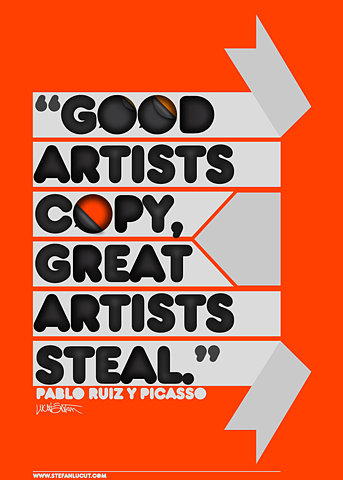 “GOOD
ARTISTS
COPY,
GREAT
ARTISTS
STEAL.”
PABLO RUIZ Y PICASSO
WWW.STEFANLUCUT.COM